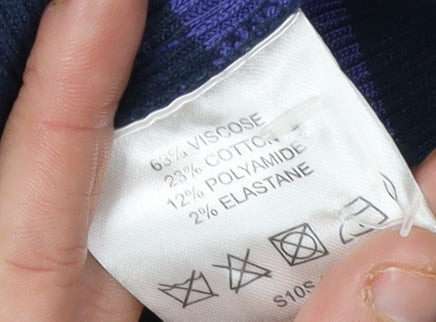 63% VISCOSE
23% COTTON
12% POLYAMIDE
2% ELASTANE
S10S